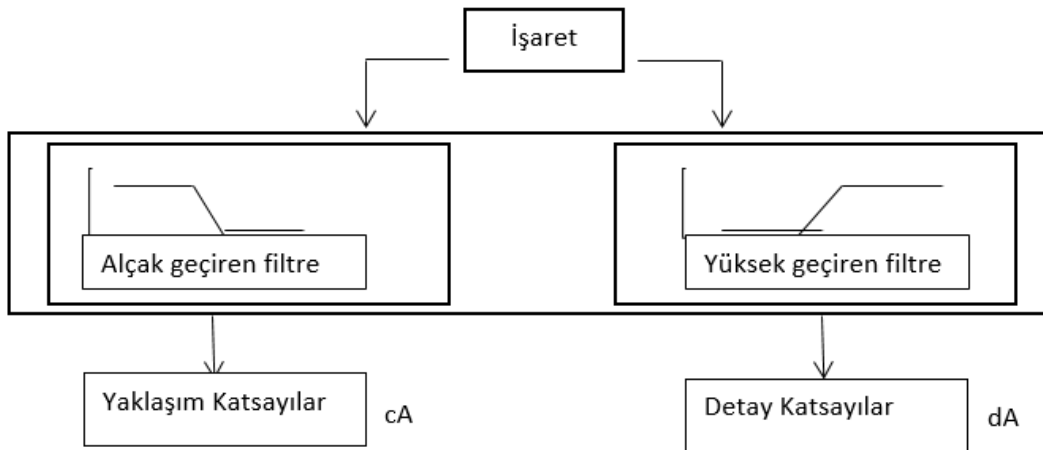 İşaret
Alçak geçiren filtre
Yüksek geçiren filtre
Yaklaşım Katsayılar
cA
Detay Katsayılar
dA